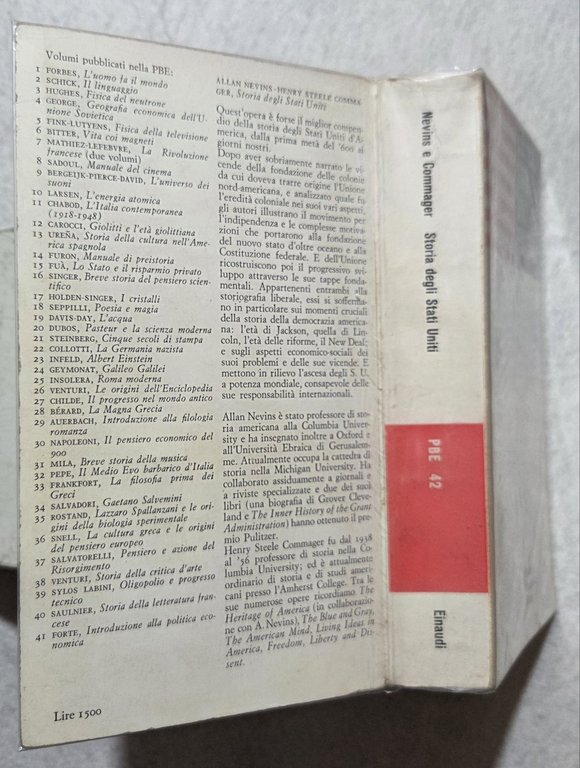 Volumi pubblicati nella PBE:
1 FORBES, L'uomo fa il mondo
2 SCHICK, Il linguaggio
3 HUGHES, Fisica del neutrone
4 GEORGE, Geografia economica dell'U-
nione Sovietica
5 FINK-LUTYENS, Fisica della televisione
6 BITTER, Vita coi magneti
7 MATHIEZ-LEFEBVRE, La Rivoluzione
francese (due volumi)
8 SADOUL, Manuale del cinema
9 BERGEIJK-PIERCE-DAVID, L'universo dei
suoni
10 LARSEN, L'energia atomica
11 CHABOD, L'Italia contemporanea
(1918-1948)
12 CAROCCI, Giolitti e l'età giolittiana
13 UREÑA, Storia della cultura nell'Ame-
rica spagnola
14 FURON, Manuale di preistoria
15 FUÀ, Lo Stato e il risparmio privato
16 SINGER, Breve storia del pensiero scien-
tifico
17 HOLDEN-SINGER, I cristalli
18 SEPPILLI, Poesia e magia
19 DAVIS-DAY, L'acqua
20 DUBOS, Pasteur e la scienza moderna
21 STEINBERG, Cinque secoli di stampa
22 COLLOTTI, La Germania nazista
23 INFELD, Albert Einstein
24 GEYMONAT, Galileo Galilei
25 INSOLERA, Roma moderna
26 VENTURI, Le origini dell'Enciclopedia
27 CHILDE, Il progresso nel mondo antico
28 BÉRARD, La Magna Grecia
29 AUERBACH, Introduzione alla filologia
romanza
30 NAPOLEONI, Il pensiero economico del
900
31 MILA, Breve storia della musica
32 PEPE, Il Medio Evo barbarico d'Italia
33 FRANKFORT, La filosofia prima dei
Greci
34 SALVADORI, Gaetano Salvemini
35 ROSTAND, Lazzaro Spallanzani e le ori-
gini della biologia sperimentale
36 SNELL, La cultura greca e le origini
del pensiero europeo
37 SALVATORELLI, Pensiero e azione del
Risorgimento
38 VENTURI, Storia della critica d'arte
39 SYLOS LABINI, Oligopolio e progresso
tecnico
40 SAULNIER, Storia della letteratura fran-
cese
41 FORTE, Introduzione alla politica eco-
nomica
Lire 1500
ALLAN NEVINS-HENRY STEELE COMMA-
GER, Storia degli Stati Uniti
Quest'opera è forse il miglior compen-
dio della storia degli Stati Uniti d'A-
merica, dalla prima metà del '600 ai
giorni nostri.
Dopo aver sobriamente narrato le vi-
cende della fondazione delle colonie
da cui doveva trarre origine l'Unione
nord-americana, e analizzato quale fu
l'eredità coloniale nei suoi vari aspetti,
gli autori illustrano il movimento per
l'indipendenza e le complesse motiva-
zioni che portarono alla fondazione
del nuovo stato d'oltre oceano e alla
Costituzione federale. E dell'Unione
ricostruiscono poi il progressivo svi-
luppo attraverso le sue tappe fonda-
mentali. Appartenenti entrambi alla
storiografia liberale, essi si sofferma-
no in particolare sui momenti cruciali
della storia della democrazia america-
na: l'età di Jackson, quella di Lin-
coln, l'età delle riforme, il New Deal;
e sugli aspetti economico-sociali dei
suoi problemi e delle sue vicende. E
mettono in rilievo l'ascesa degli S. U.
a potenza mondiale, consapevole delle
sue responsabilità internazionali.
Allan Nevins è stato professore di sto-
ria americana alla Columbia Univer-
sity e ha insegnato inoltre a Oxford e
all'Università Ebraica di Gerusalem-
me. Attualmente occupa la cattedra di
storia nella Michigan University. Ha
collaborato assiduamente a giornali e
a riviste specializzate e due dei suoi
libri (una biografia di Grover Cleve-
land e The Inner History of the Grant
Administration) hanno ottenuto il pre-
mio Pulitzer.
Henry Steele Commager fu dal 1938
al '56 professore di storia nella Co-
lumbia University; ed è attualmente
ordinario di storia e di studi ameri-
cani presso l'Amherst College. Tra le
sue numerose opere ricordiamo The
Heritage of America (in collaborazio-
ne con A. Nevins), The Blue and Gray,
The American Mind, Living Ideas in
America, Freedom, Liberty and Dis-
sent.
Nevins e Commager Storia degli Stati Uniti
PBE 42
Einaudi